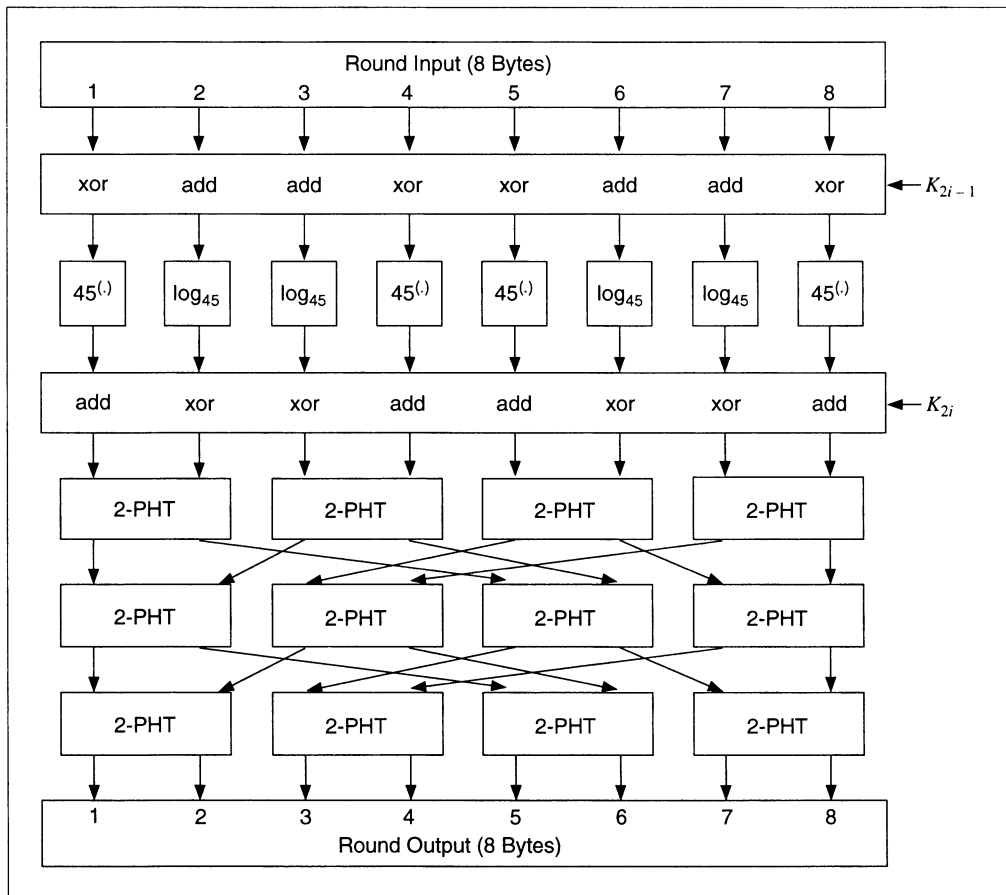 Round Input (8 Bytes)
1 2 3 4 5 6 7 8
xor add add xor xor add add xor
K₂ᵢ₋₁
45⁽·⁾ log₄₅ log₄₅ 45⁽·⁾ 45⁽·⁾ log₄₅ log₄₅ 45⁽·⁾
add xor xor add add xor xor add
K₂ᵢ
2-PHT 2-PHT 2-PHT 2-PHT
2-PHT 2-PHT 2-PHT 2-PHT
2-PHT 2-PHT 2-PHT 2-PHT
1 2 3 4 5 6 7 8
Round Output (8 Bytes)